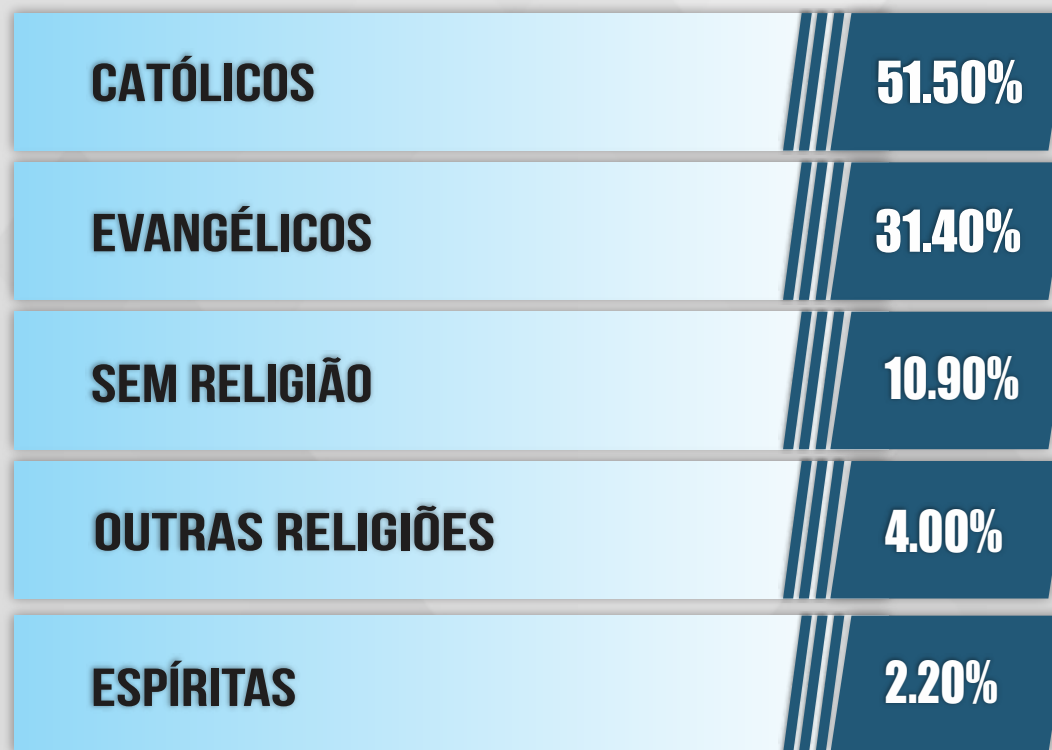 CATÓLICOS 51.50%
EVANGÉLICOS 31.40%
SEM RELIGIÃO 10.90%
OUTRAS RELIGIÕES 4.00%
ESPÍRITAS 2.20%